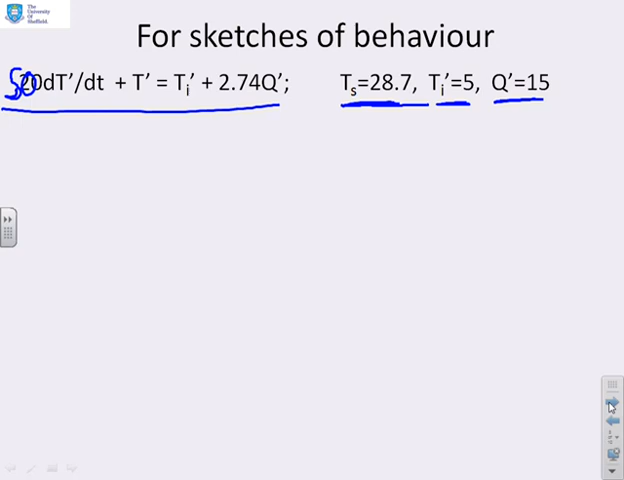 The
University
Of
Sheffield.
For sketches of behaviour
50 20dT’/dt + T’ = Tᵢ’ + 2.74Q’; Tₛ=28.7, Tᵢ’=5, Q’=15